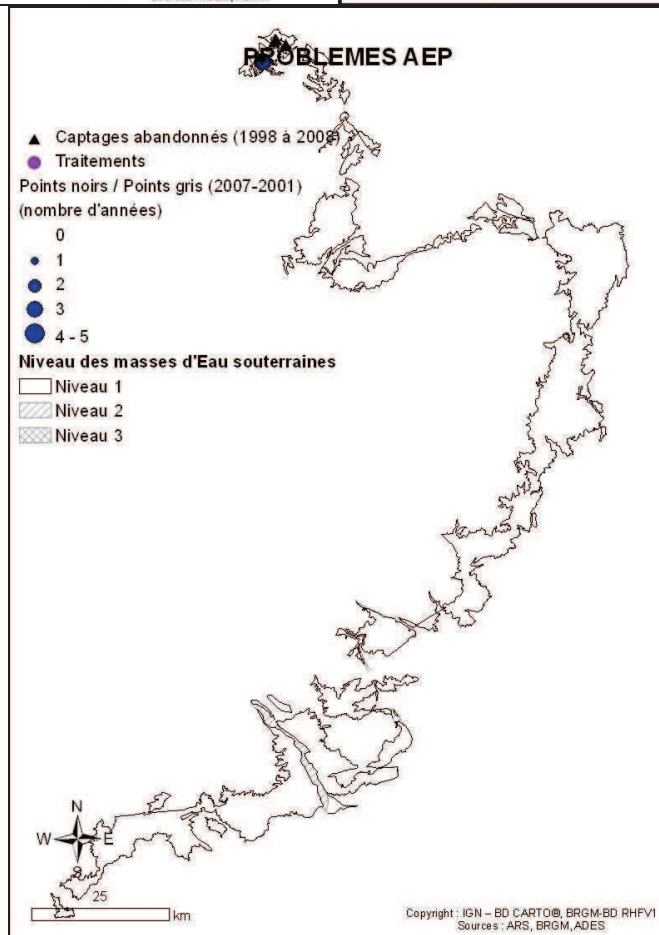 PROBLEMES AEP
Captages abandonnés (1998 à 2008)
Traitements
Points noirs / Points gris (2007-2001)
(nombre d'années)
0
1
2
3
4 - 5
Niveau des masses d'Eau souterraines
Niveau 1
Niveau 2
Niveau 3
N
W E
S
25
km
Copyright : IGN – BD CARTO®, BRGM-BD RHFV1
Sources : ARS, BRGM, ADES